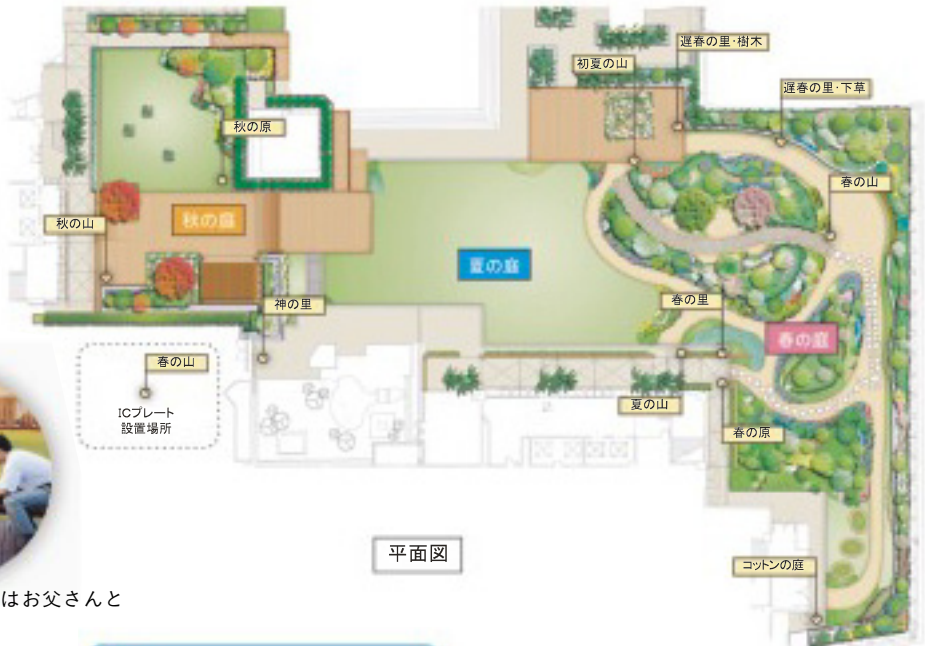 遅春の里・樹木
初夏の山
遅春の里・下草
秋の原
春の山
秋の山
秋の庭
夏の庭
神の里
春の里
春の庭
春の山
ICプレート
設置場所
夏の山
春の原
平面図
コットンの庭
はお父さんと